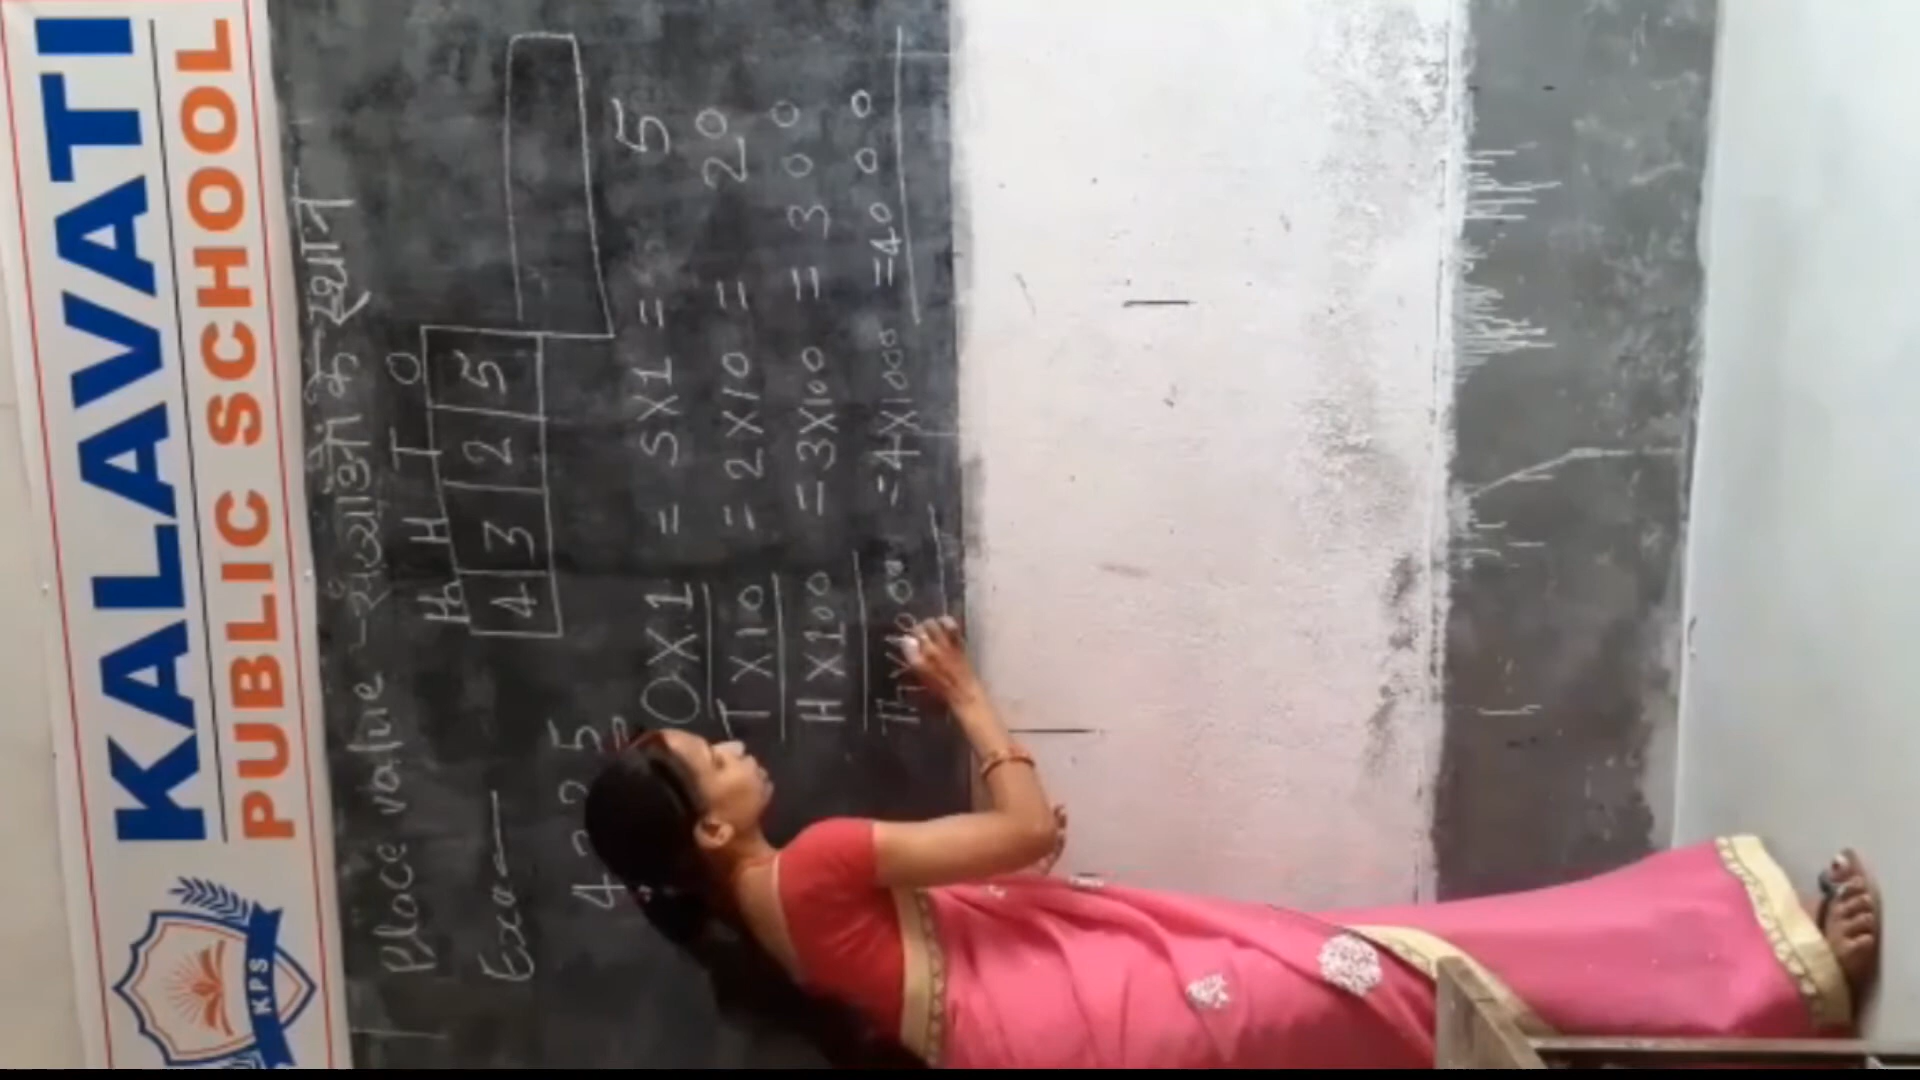 KALAVATI
PUBLIC SCHOOL
KPS
Place value - संख्याओं के स्थान
Th H T O
Exa - 4 3 2 5
4325
O X 1 = 5 X 1 = 5
T X 10 = 2 X 10 = 20
H X 100 = 3 X 100 = 300
Th X 1000 = 4 X 1000 = 4000